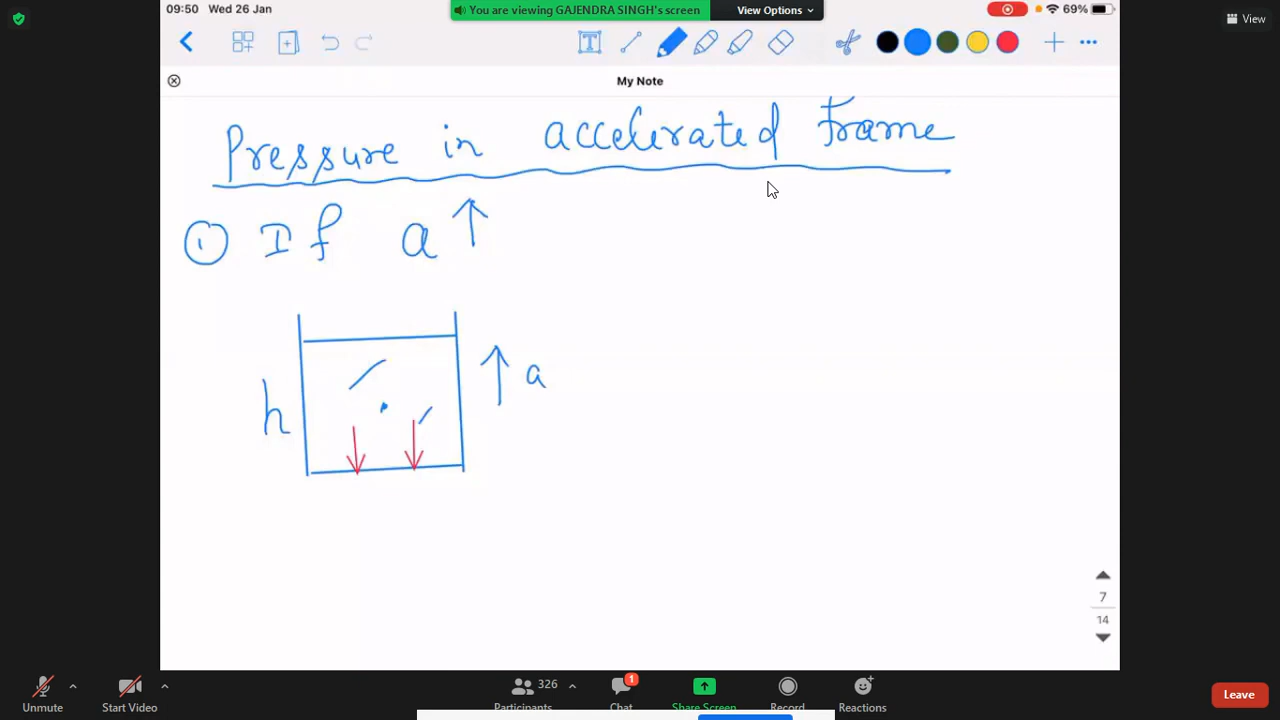 09:50 Wed 26 Jan
You are viewing GAJENDRA SINGH's screen
View Options
69%
View
My Note
Pressure in accelerated frame
① If a ↑
h
↑ a
7
14
Unmute
Start Video
326
Participants
1
Chat
Share Screen
Record
Reactions
Leave